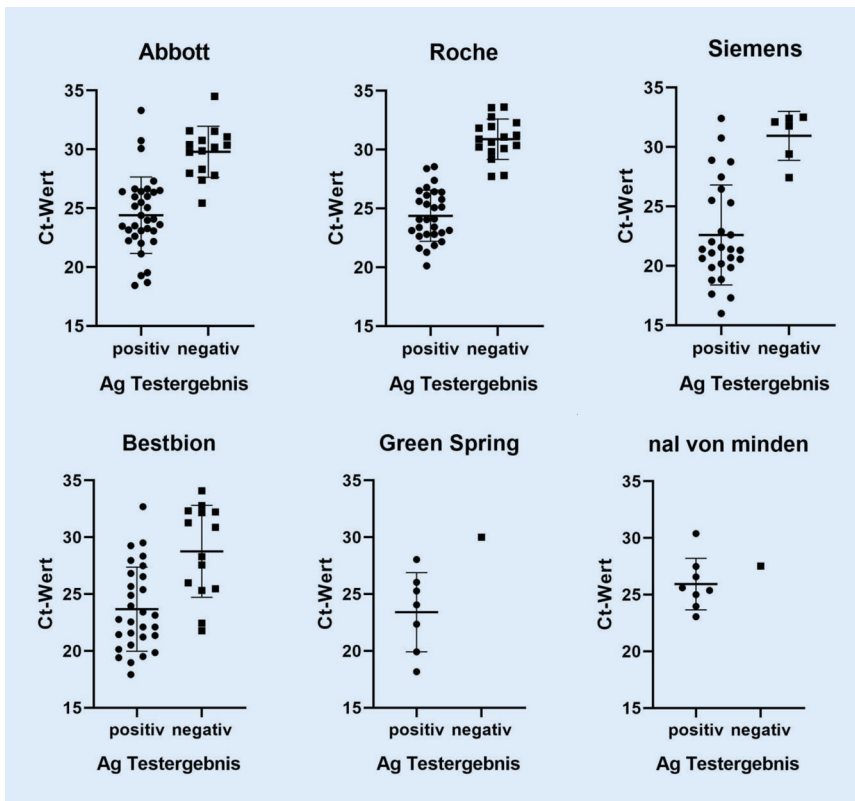 Abbott
35
30
25
20
15
Ct-Wert
positiv negativ
Ag Testergebnis
Roche
35
30
25
20
15
Ct-Wert
positiv negativ
Ag Testergebnis
Siemens
35
30
25
20
15
Ct-Wert
positiv negativ
Ag Testergebnis
Bestbion
35
30
25
20
15
Ct-Wert
positiv negativ
Ag Testergebnis
Green Spring
35
30
25
20
15
Ct-Wert
positiv negativ
Ag Testergebnis
nal von minden
35
30
25
20
15
Ct-Wert
positiv negativ
Ag Testergebnis